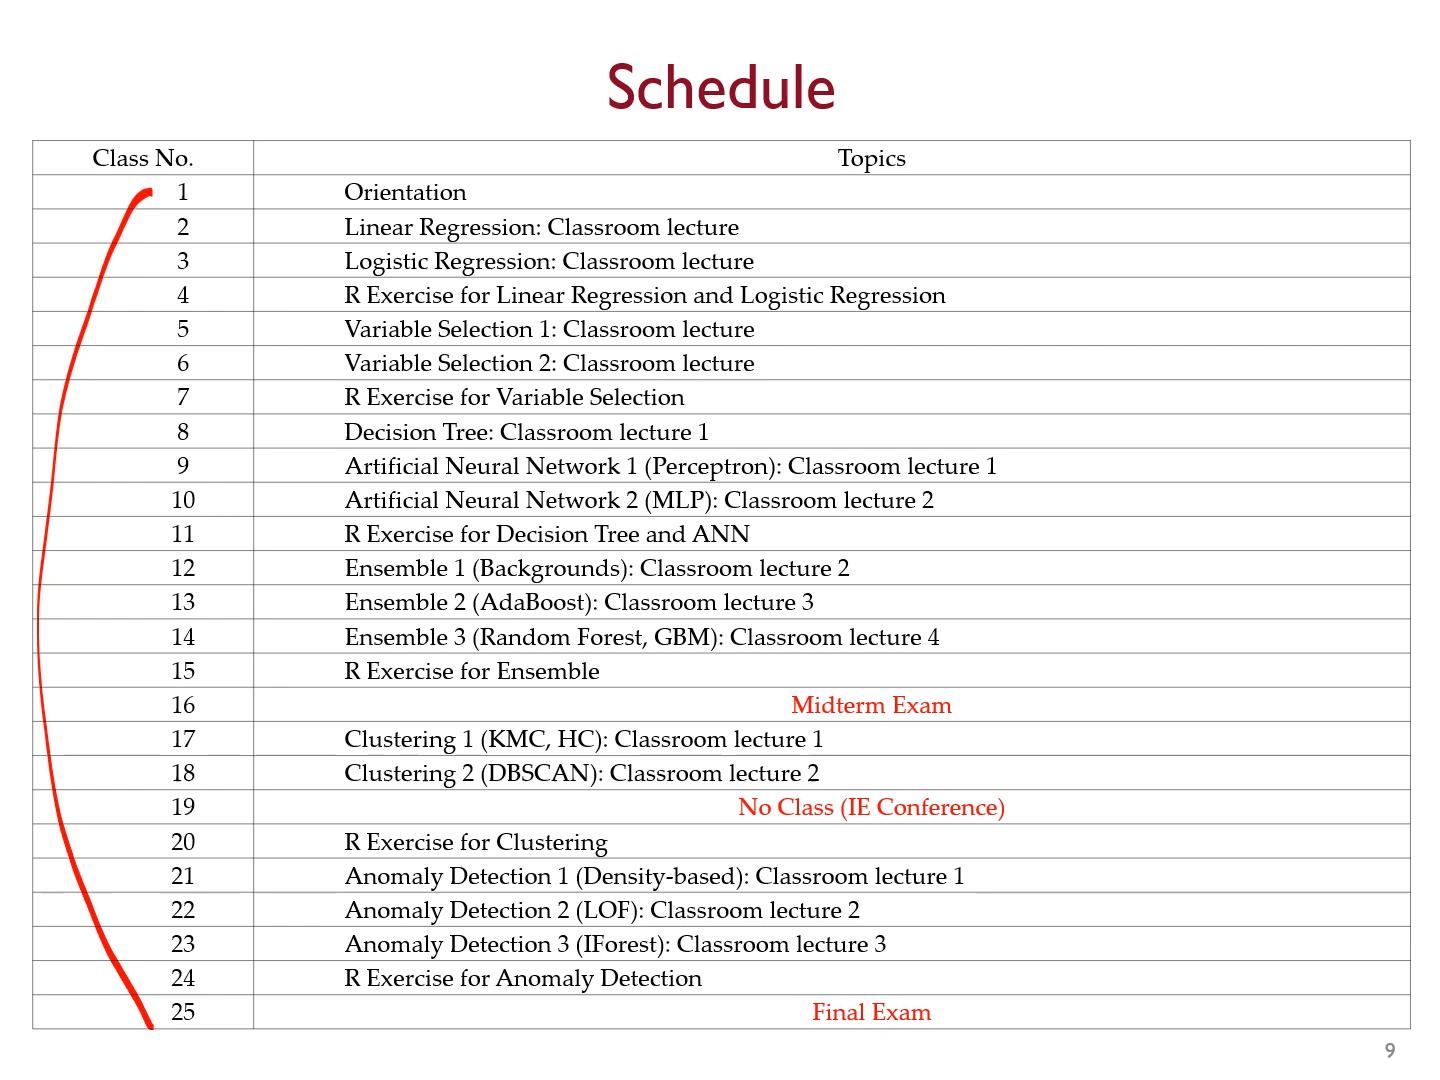 Schedule
Class No. Topics
1 Orientation
2 Linear Regression: Classroom lecture
3 Logistic Regression: Classroom lecture
4 R Exercise for Linear Regression and Logistic Regression
5 Variable Selection 1: Classroom lecture
6 Variable Selection 2: Classroom lecture
7 R Exercise for Variable Selection
8 Decision Tree: Classroom lecture 1
9 Artificial Neural Network 1 (Perceptron): Classroom lecture 1
10 Artificial Neural Network 2 (MLP): Classroom lecture 2
11 R Exercise for Decision Tree and ANN
12 Ensemble 1 (Backgrounds): Classroom lecture 2
13 Ensemble 2 (AdaBoost): Classroom lecture 3
14 Ensemble 3 (Random Forest, GBM): Classroom lecture 4
15 R Exercise for Ensemble
16 Midterm Exam
17 Clustering 1 (KMC, HC): Classroom lecture 1
18 Clustering 2 (DBSCAN): Classroom lecture 2
19 No Class (IE Conference)
20 R Exercise for Clustering
21 Anomaly Detection 1 (Density-based): Classroom lecture 1
22 Anomaly Detection 2 (LOF): Classroom lecture 2
23 Anomaly Detection 3 (IForest): Classroom lecture 3
24 R Exercise for Anomaly Detection
25 Final Exam
9